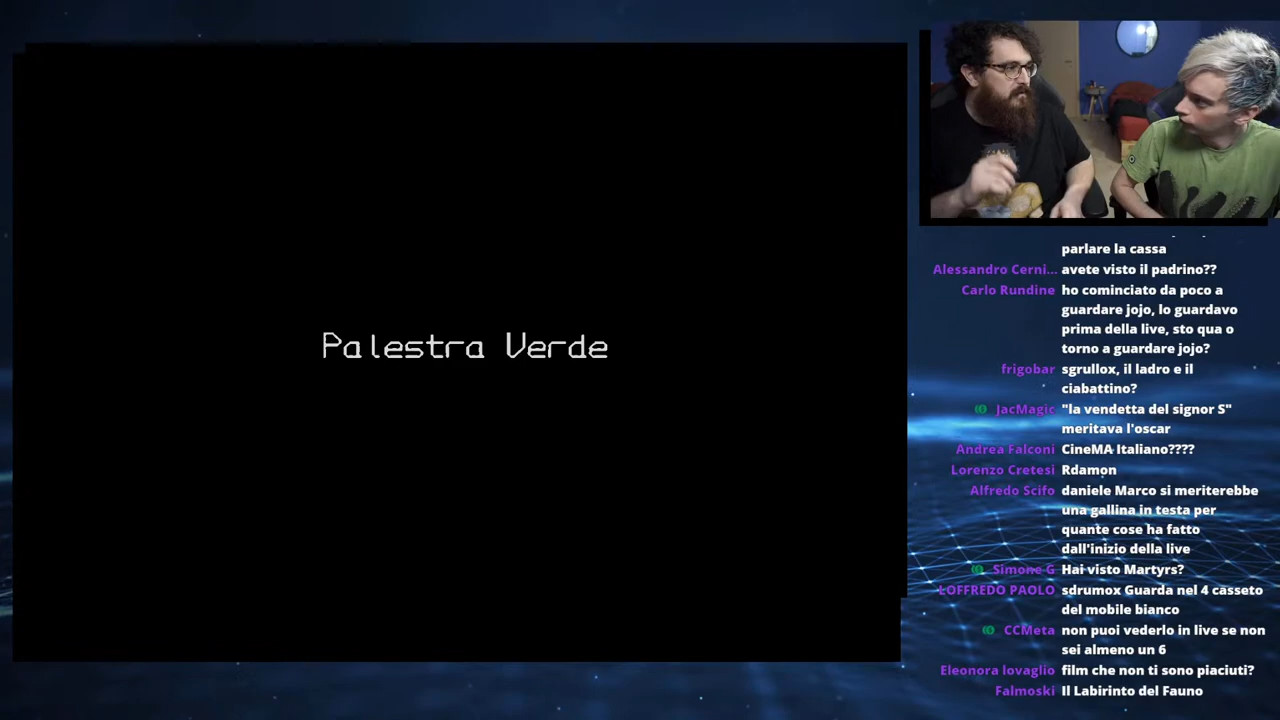 Palestra Verde
parlare la cassa
Alessandro Cerni... avete visto il padrino??
Carlo Rundine ho cominciato da poco a
guardare jojo, lo guardavo
prima della live, sto qua o
torno a guardare jojo?
frigobar sgrullox, il ladro e il
ciabattino?
JacMagic "la vendetta del signor S"
meritava l'oscar
Andrea Falconi CineMA Italiano????
Lorenzo Cretesi Rdamon
Alfredo Scifo daniele Marco si meriterebbe
una gallina in testa per
quante cose ha fatto
dall'inizio della live
Simone G Hai visto Martyrs?
LOFFREDO PAOLO sdrumox Guarda nel 4 casseto
del mobile bianco
CCMeta non puoi vederlo in live se non
sei almeno un 6
Eleonora lovaglio film che non ti sono piaciuti?
Falmoski Il Labirinto del Fauno